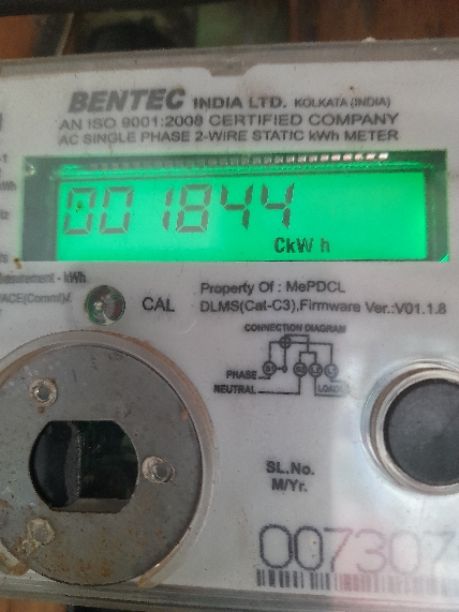 BENTEC INDIA LTD. KOLKATA (INDIA)
AN ISO 9001:2008 CERTIFIED COMPANY
AC SINGLE PHASE 2-WIRE STATIC kWh METER
001844
CkWh
CAL
Property Of : MePDCL
DLMS(Cat-C3),Firmware Ver.:V01.1.8
CONNECTION DIAGRAM
PHASE
NEUTRAL
LOAD
SL.No.
M/Yr.
007307